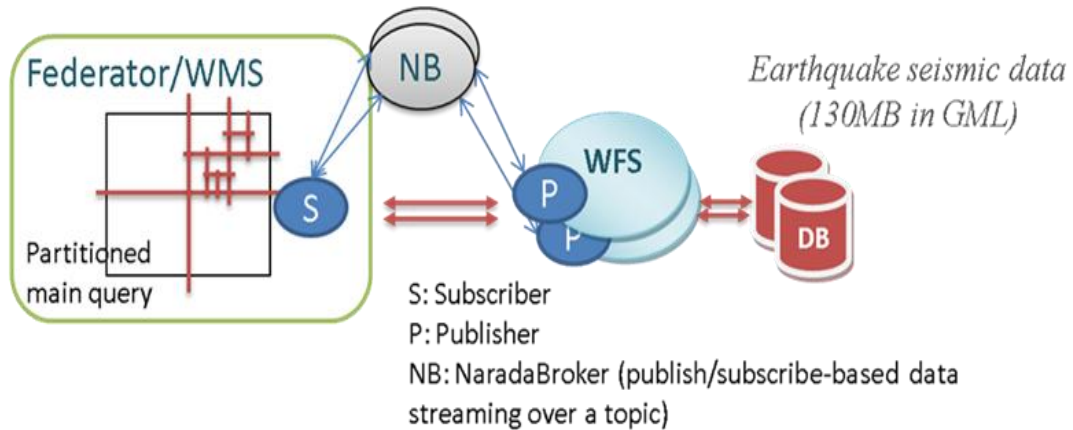 Federator/WMS
NB
Earthquake seismic data
(130MB in GML)
WFS
P
S
P
DB
Partitioned
main query
S: Subscriber
P: Publisher
NB: NaradaBroker (publish/subscribe-based data
streaming over a topic)